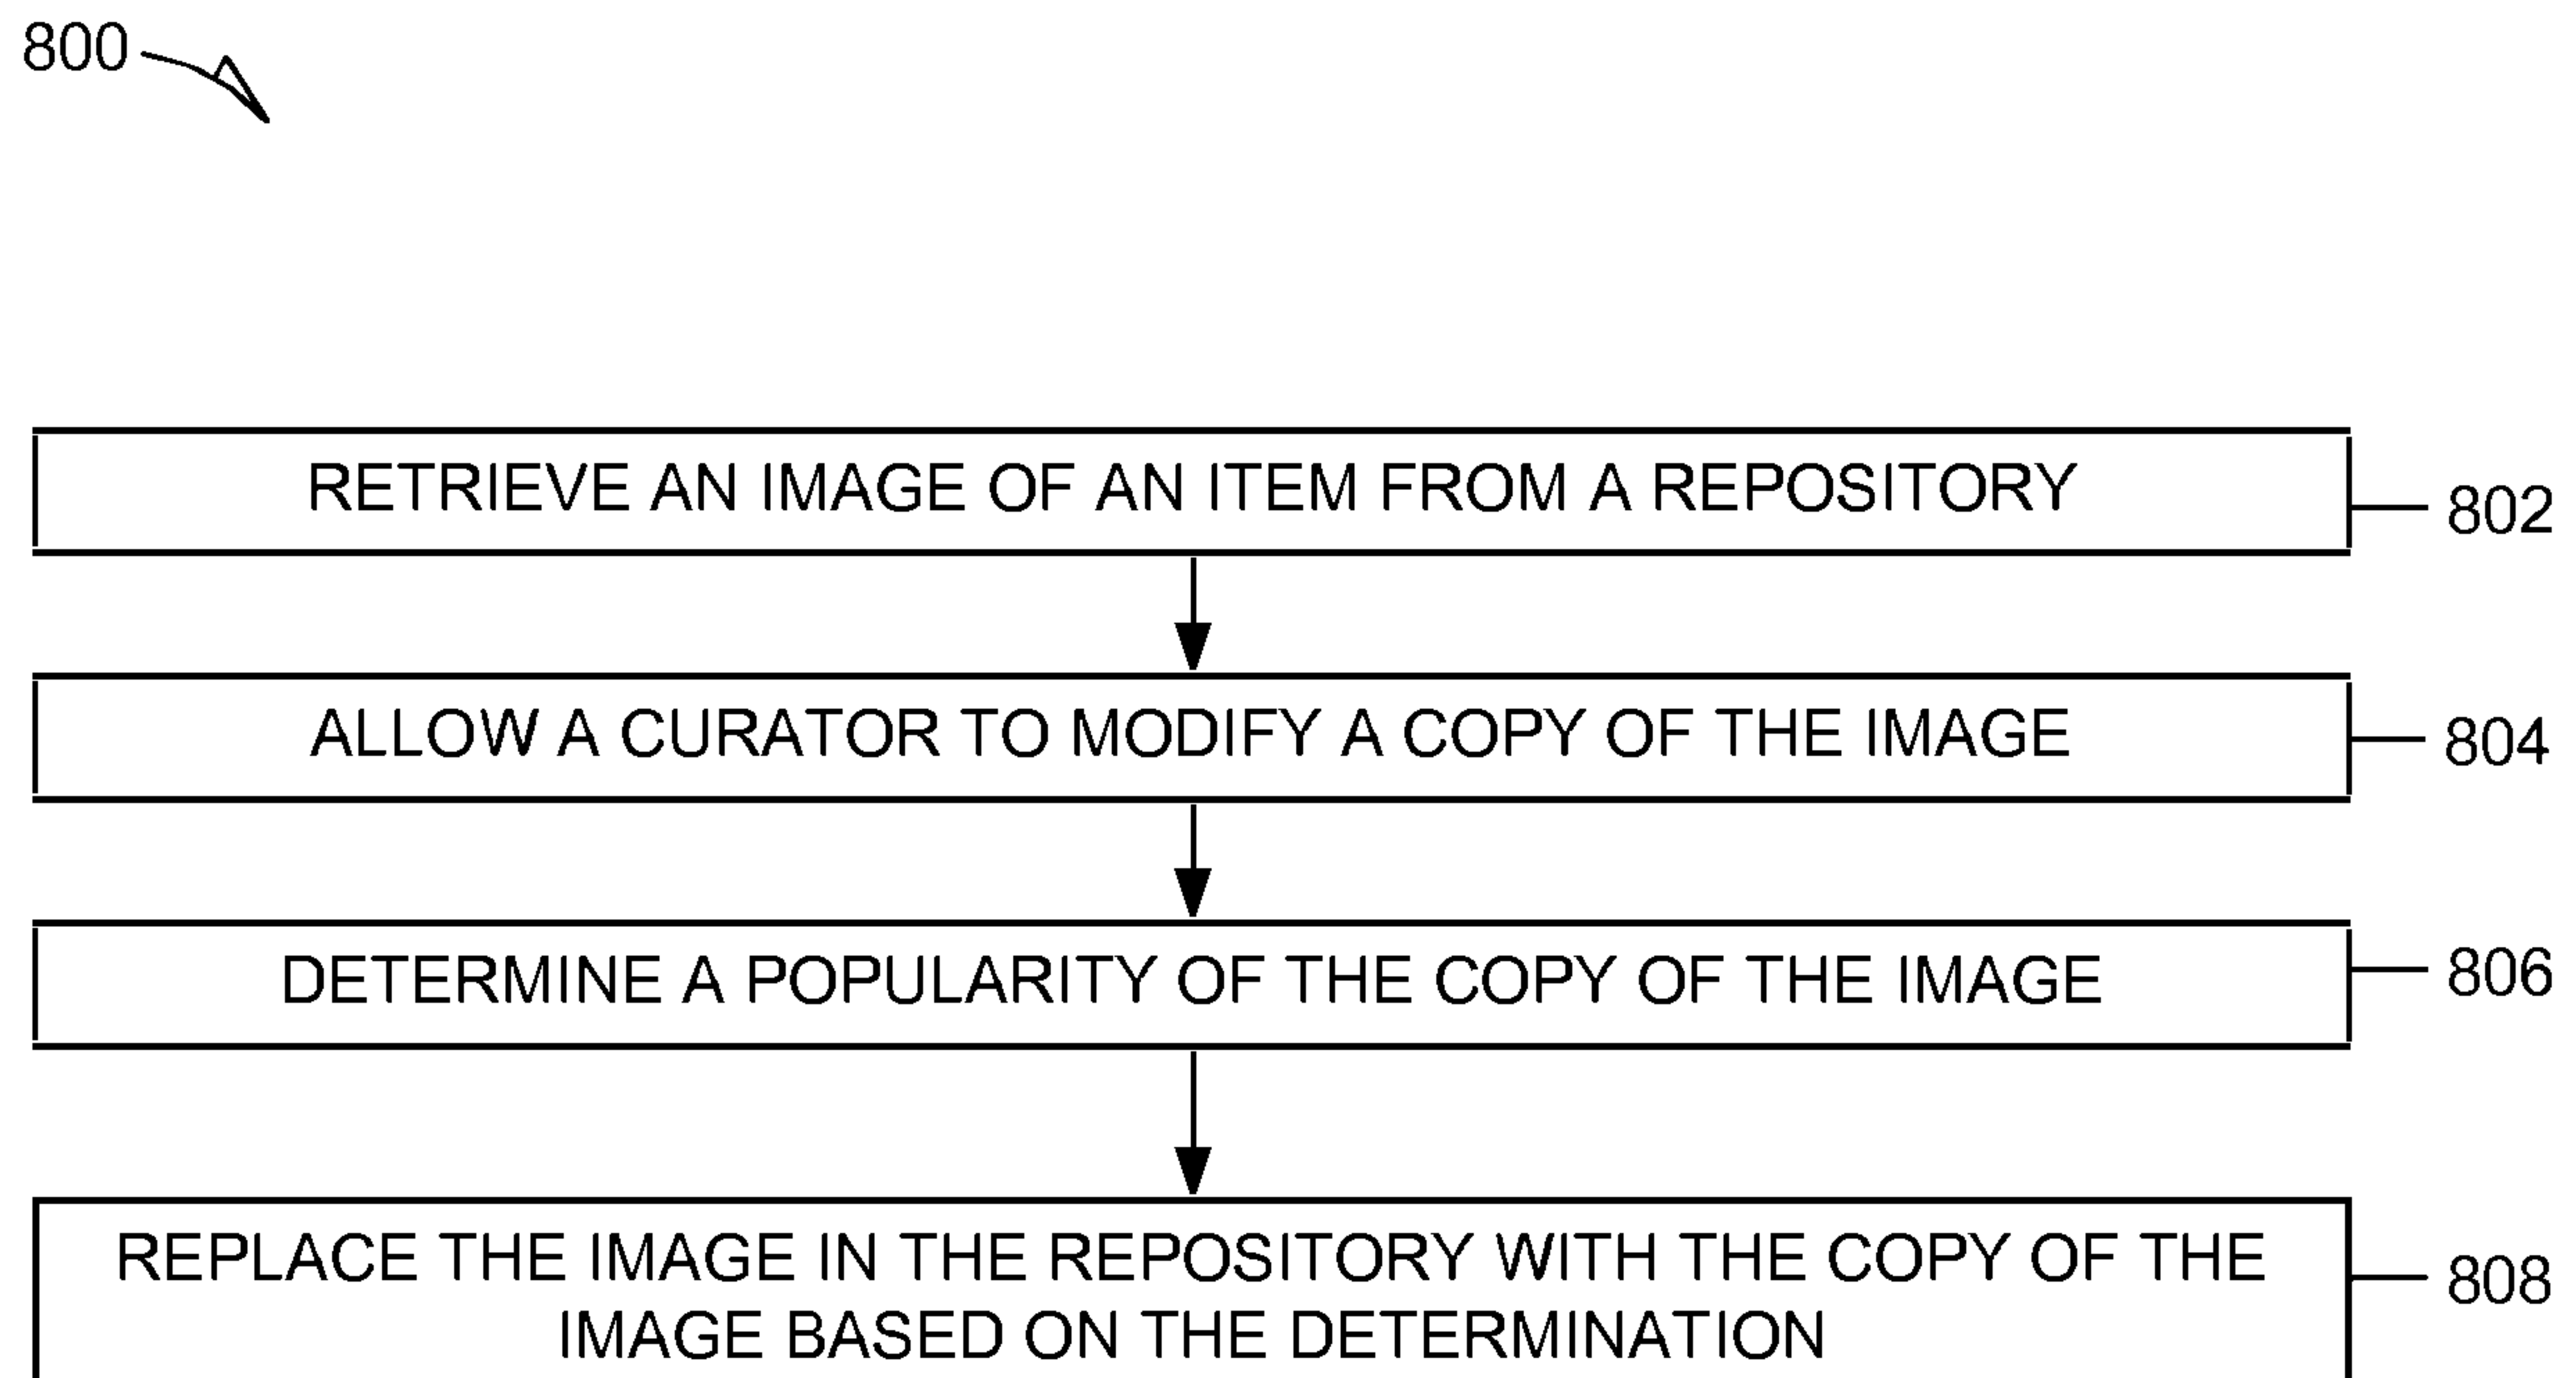 800
RETRIEVE AN IMAGE OF AN ITEM FROM A REPOSITORY
802
ALLOW A CURATOR TO MODIFY A COPY OF THE IMAGE
804
DETERMINE A POPULARITY OF THE COPY OF THE IMAGE
806
REPLACE THE IMAGE IN THE REPOSITORY WITH THE COPY OF THE
IMAGE BASED ON THE DETERMINATION
808